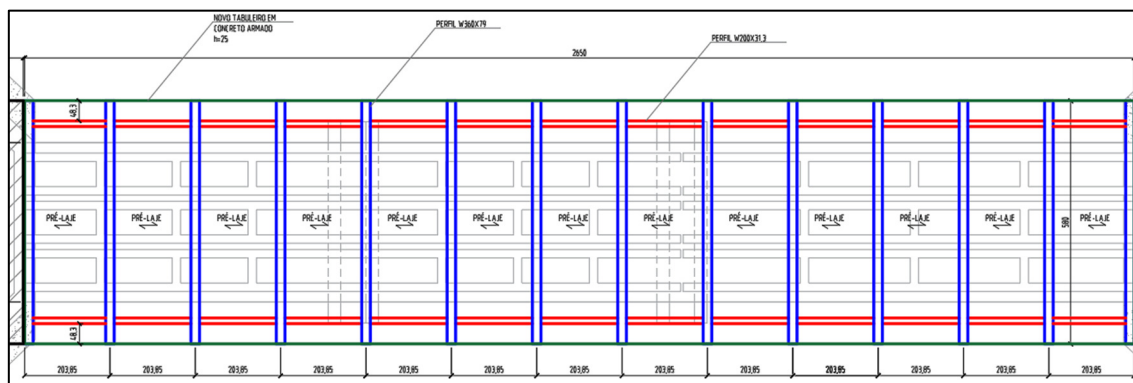 NOVO TABULEIRO EM
CONCRETO ARMADO
h=25
PERFIL W360X79
PERFIL W200X31.3
2650
48,3
PRÉ-LAJE PRÉ-LAJE PRÉ-LAJE PRÉ-LAJE PRÉ-LAJE PRÉ-LAJE PRÉ-LAJE PRÉ-LAJE PRÉ-LAJE PRÉ-LAJE PRÉ-LAJE PRÉ-LAJE PRÉ-LAJE
580
48,3
203,85 203,85 203,85 203,85 203,85 203,85 203,85 203,85 203,85 203,85 203,85 203,85 203,85